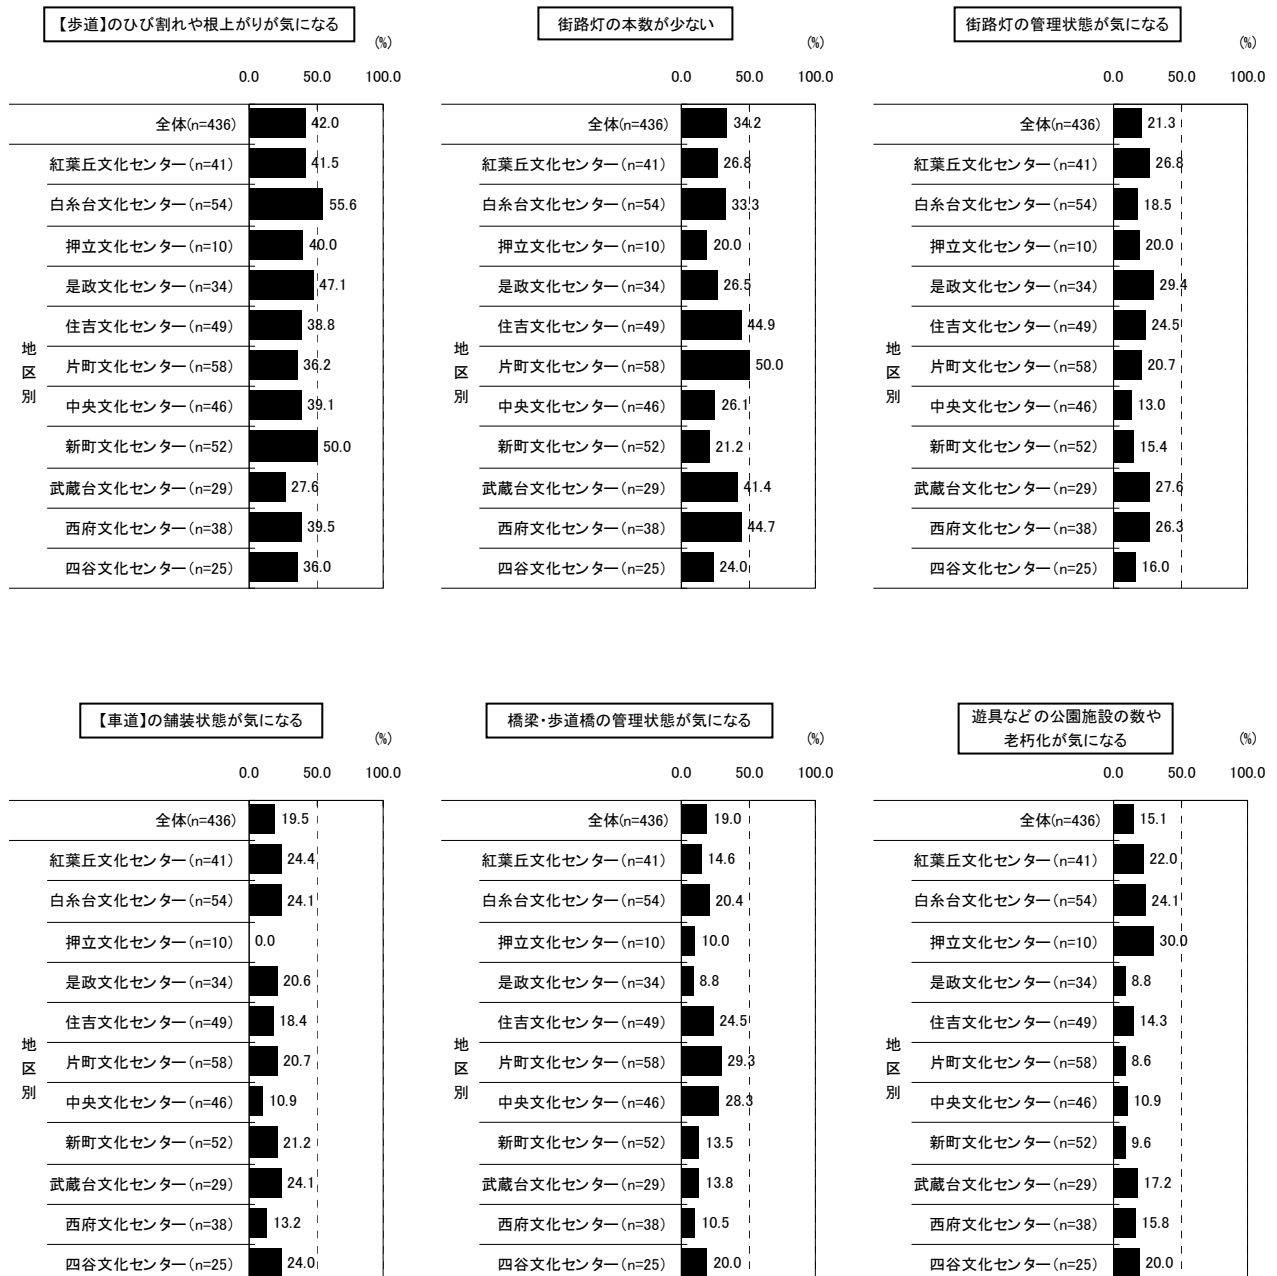 【歩道】のひび割れや根上がりが気になる
(%)
0.0 50.0 100.0
全体(n=436) 42.0
紅葉丘文化センター(n=41) 41.5
白糸台文化センター(n=54) 55.6
押立文化センター(n=10) 40.0
是政文化センター(n=34) 47.1
住吉文化センター(n=49) 38.8
片町文化センター(n=58) 36.2
中央文化センター(n=46) 39.1
新町文化センター(n=52) 50.0
武蔵台文化センター(n=29) 27.6
西府文化センター(n=38) 39.5
四谷文化センター(n=25) 36.0
地区別
街路灯の本数が少ない
(%)
0.0 50.0 100.0
全体(n=436) 34.2
紅葉丘文化センター(n=41) 26.8
白糸台文化センター(n=54) 33.3
押立文化センター(n=10) 20.0
是政文化センター(n=34) 26.5
住吉文化センター(n=49) 44.9
片町文化センター(n=58) 50.0
中央文化センター(n=46) 26.1
新町文化センター(n=52) 21.2
武蔵台文化センター(n=29) 41.4
西府文化センター(n=38) 44.7
四谷文化センター(n=25) 24.0
地区別
街路灯の管理状態が気になる
(%)
0.0 50.0 100.0
全体(n=436) 21.3
紅葉丘文化センター(n=41) 26.8
白糸台文化センター(n=54) 18.5
押立文化センター(n=10) 20.0
是政文化センター(n=34) 29.4
住吉文化センター(n=49) 24.5
片町文化センター(n=58) 20.7
中央文化センター(n=46) 13.0
新町文化センター(n=52) 15.4
武蔵台文化センター(n=29) 27.6
西府文化センター(n=38) 26.3
四谷文化センター(n=25) 16.0
地区別
【車道】の舗装状態が気になる
(%)
0.0 50.0 100.0
全体(n=436) 19.5
紅葉丘文化センター(n=41) 24.4
白糸台文化センター(n=54) 24.1
押立文化センター(n=10) 0.0
是政文化センター(n=34) 20.6
住吉文化センター(n=49) 18.4
片町文化センター(n=58) 20.7
中央文化センター(n=46) 10.9
新町文化センター(n=52) 21.2
武蔵台文化センター(n=29) 24.1
西府文化センター(n=38) 13.2
四谷文化センター(n=25) 24.0
地区別
橋梁・歩道橋の管理状態が気になる
(%)
0.0 50.0 100.0
全体(n=436) 19.0
紅葉丘文化センター(n=41) 14.6
白糸台文化センター(n=54) 20.4
押立文化センター(n=10) 10.0
是政文化センター(n=34) 8.8
住吉文化センター(n=49) 24.5
片町文化センター(n=58) 29.3
中央文化センター(n=46) 28.3
新町文化センター(n=52) 13.5
武蔵台文化センター(n=29) 13.8
西府文化センター(n=38) 10.5
四谷文化センター(n=25) 20.0
地区別
遊具などの公園施設の数や
老朽化が気になる
(%)
0.0 50.0 100.0
全体(n=436) 15.1
紅葉丘文化センター(n=41) 22.0
白糸台文化センター(n=54) 24.1
押立文化センター(n=10) 30.0
是政文化センター(n=34) 8.8
住吉文化センター(n=49) 14.3
片町文化センター(n=58) 8.6
中央文化センター(n=46) 10.9
新町文化センター(n=52) 9.6
武蔵台文化センター(n=29) 17.2
西府文化センター(n=38) 15.8
四谷文化センター(n=25) 20.0
地区別